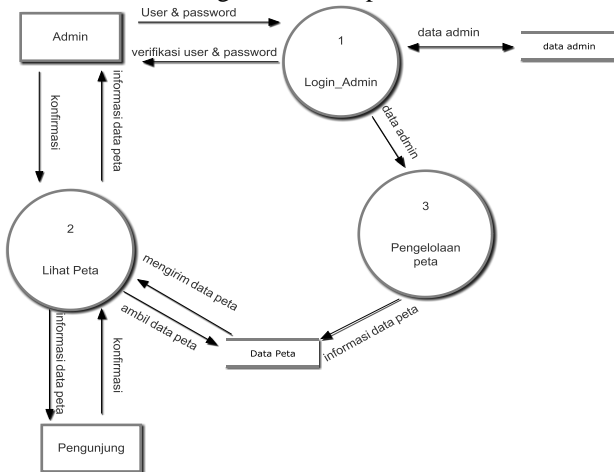 User & password
Admin
verifikasi user & password
1
Login_Admin
data admin
data admin
konfirmasi
informasi data peta
data admin
2
Lihat Peta
3
Pengelolaan
peta
mengirim data peta
ambil data peta
Data Peta
informasi data peta
informasi data peta
konfirmasi
Pengunjung